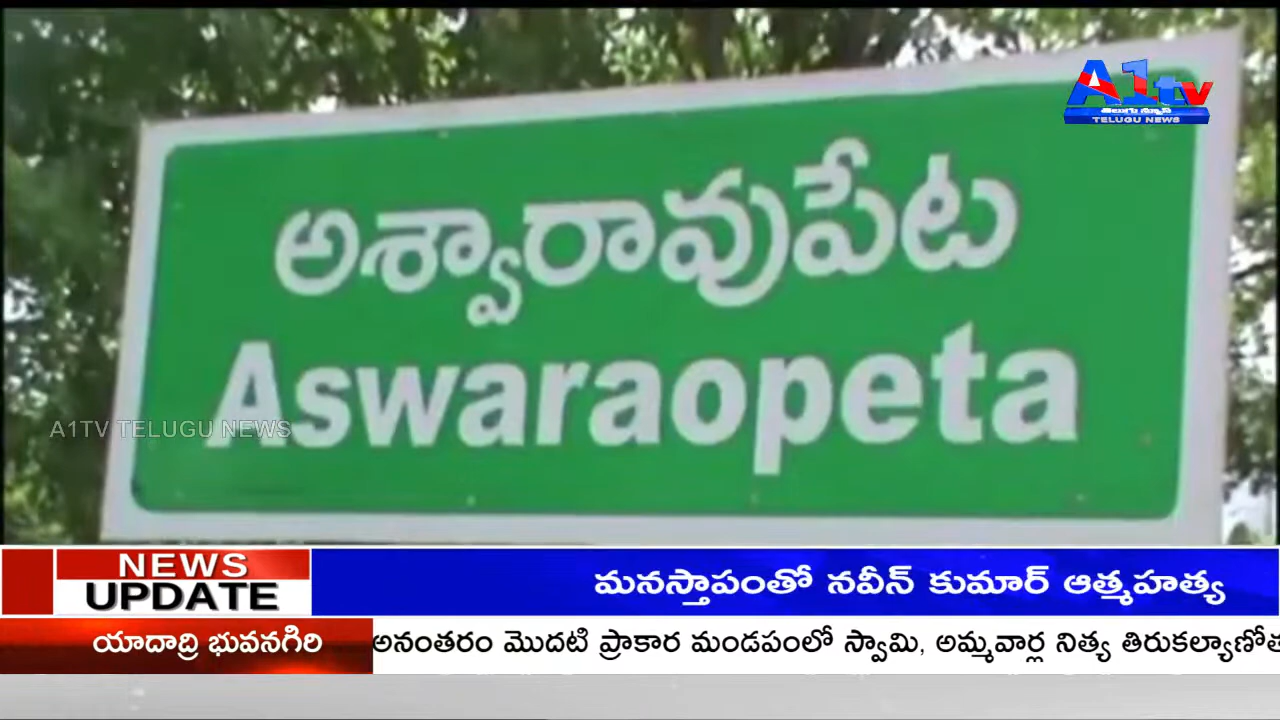 A1tv
తెలుగు న్యూస్
TELUGU NEWS
అశ్వారావుపేట
Aswaraopeta
A1TV TELUGU NEWS
NEWS
UPDATE
మనస్తాపంతో నవీన్ కుమార్ ఆత్మహత్య
యాదాద్రి భువనగిరి
అనంతరం మొదటి ప్రాకార మండపంలో స్వామి, అమ్మవార్ల నిత్య తిరుకల్యాణోత